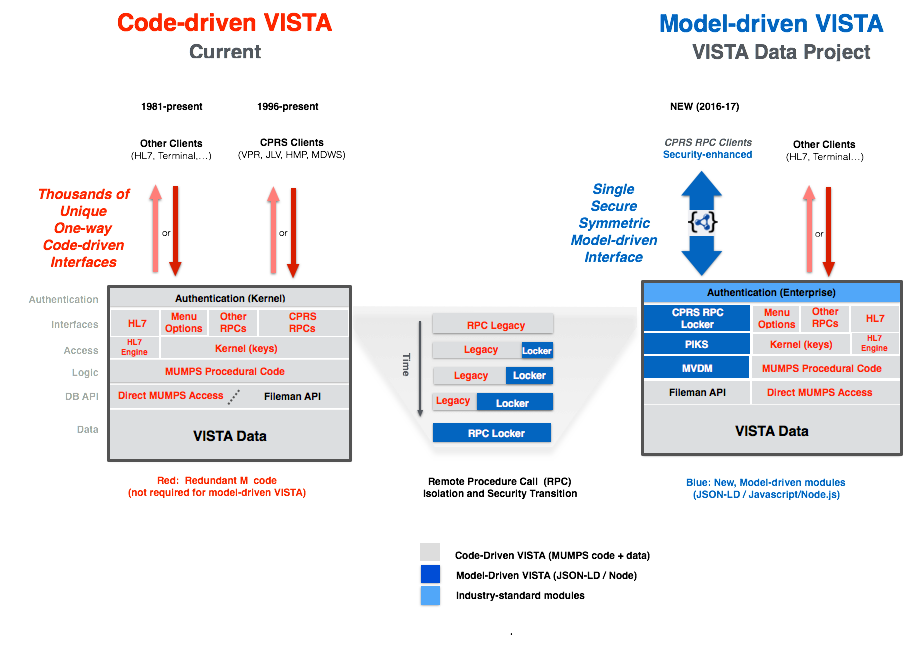 Code-driven VISTA
Current
Model-driven VISTA
VISTA Data Project
1981-present
1996-present
NEW (2016-17)
Other Clients
(HL7, Terminal,...)
CPRS Clients
(VPR, JLV, HMP, MDWS)
CPRS RPC Clients
Security-enhanced
Other Clients
(HL7, Terminal...)
Thousands of
Unique
One-way
Code-driven
Interfaces
or
or
Single
Secure
Symmetric
Model-driven
Interface
or
Authentication
Interfaces
Access
Logic
DB API
Data
Authentication (Kernel)
HL7
Menu
Options
Other
RPCs
CPRS
RPCs
HL7
Engine
Kernel (keys)
MUMPS Procedural Code
Direct MUMPS Access
Fileman API
VISTA Data
Red: Redundant M code
(not required for model-driven VISTA)
Time
RPC Legacy
Legacy
Locker
Legacy
Locker
Legacy
Locker
RPC Locker
Remote Procedure Call (RPC)
Isolation and Security Transition
Authentication (Enterprise)
CPRS RPC
Locker
Menu
Options
Other
RPCs
HL7
PIKS
Kernel (keys)
HL7
Engine
MVDM
MUMPS Procedural Code
Fileman API
Direct MUMPS Access
VISTA Data
Blue: New, Model-driven modules
(JSON-LD / Javascript/Node.js)
Code-Driven VISTA (MUMPS code + data)
Model-Driven VISTA (JSON-LD / Node)
Industry-standard modules